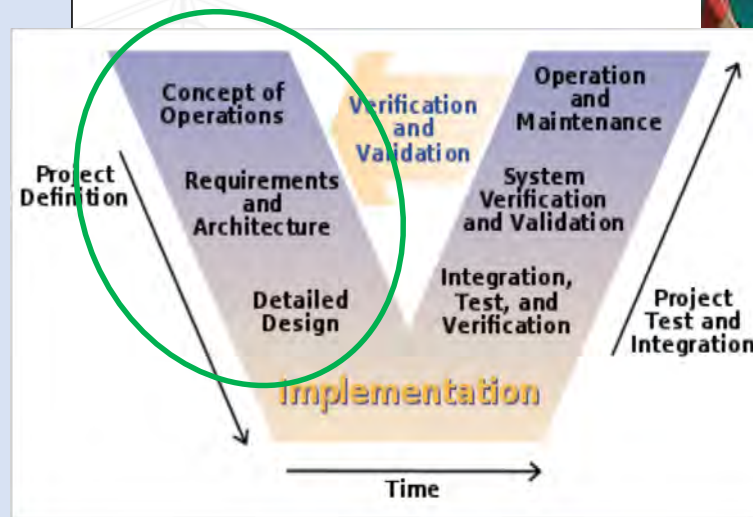 Concept of
Operations
Verification
and
Validation
Operation
and
Maintenance
Project
Definition
Requirements
and
Architecture
System
Verification
and Validation
Detailed
Design
Integration,
Test, and
Verification
Project
Test and
Integration
Implementation
Time